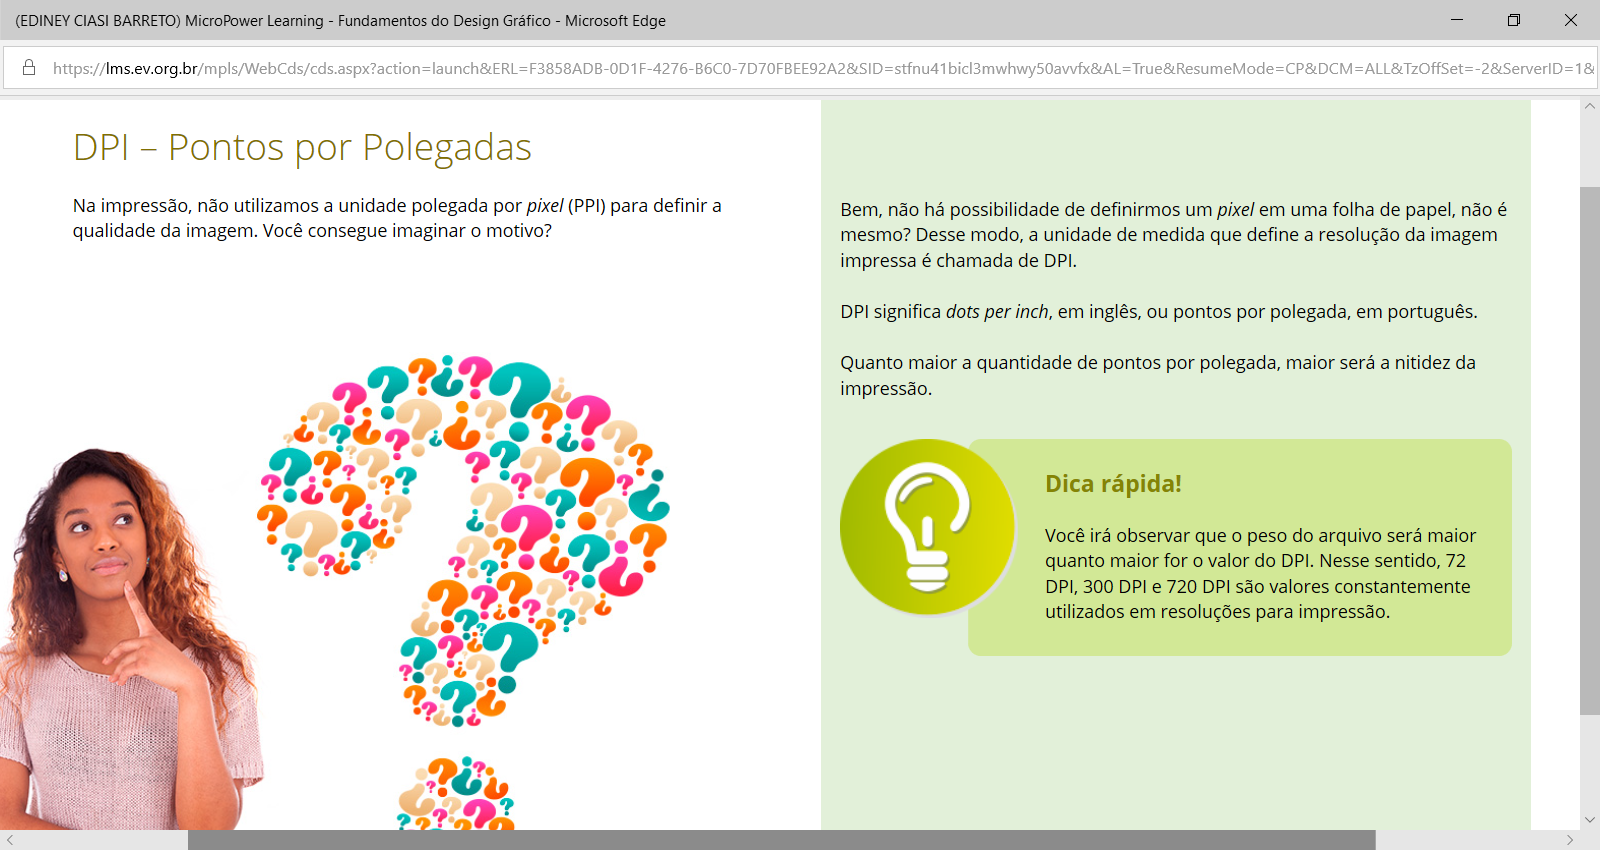 (EDINEY CIASI BARRETO) MicroPower Learning - Fundamentos do Design Gráfico - Microsoft Edge
https://lms.ev.org.br/mpls/WebCds/cds.aspx?action=launch&ERL=F3858ADB-0D1F-4276-B6C0-7D70FBEE92A2&SID=stfnu41bicl3mwhwy50avvfx&AL=True&ResumeMode=CP&DCM=ALL&TzOffSet=-2&ServerID=1&
DPI – Pontos por Polegadas
Na impressão, não utilizamos a unidade polegada por pixel (PPI) para definir a
qualidade da imagem. Você consegue imaginar o motivo?
Bem, não há possibilidade de definirmos um pixel em uma folha de papel, não é
mesmo? Desse modo, a unidade de medida que define a resolução da imagem
impressa é chamada de DPI.
DPI significa dots per inch, em inglês, ou pontos por polegada, em português.
Quanto maior a quantidade de pontos por polegada, maior será a nitidez da
impressão.
Dica rápida!
Você irá observar que o peso do arquivo será maior
quanto maior for o valor do DPI. Nesse sentido, 72
DPI, 300 DPI e 720 DPI são valores constantemente
utilizados em resoluções para impressão.